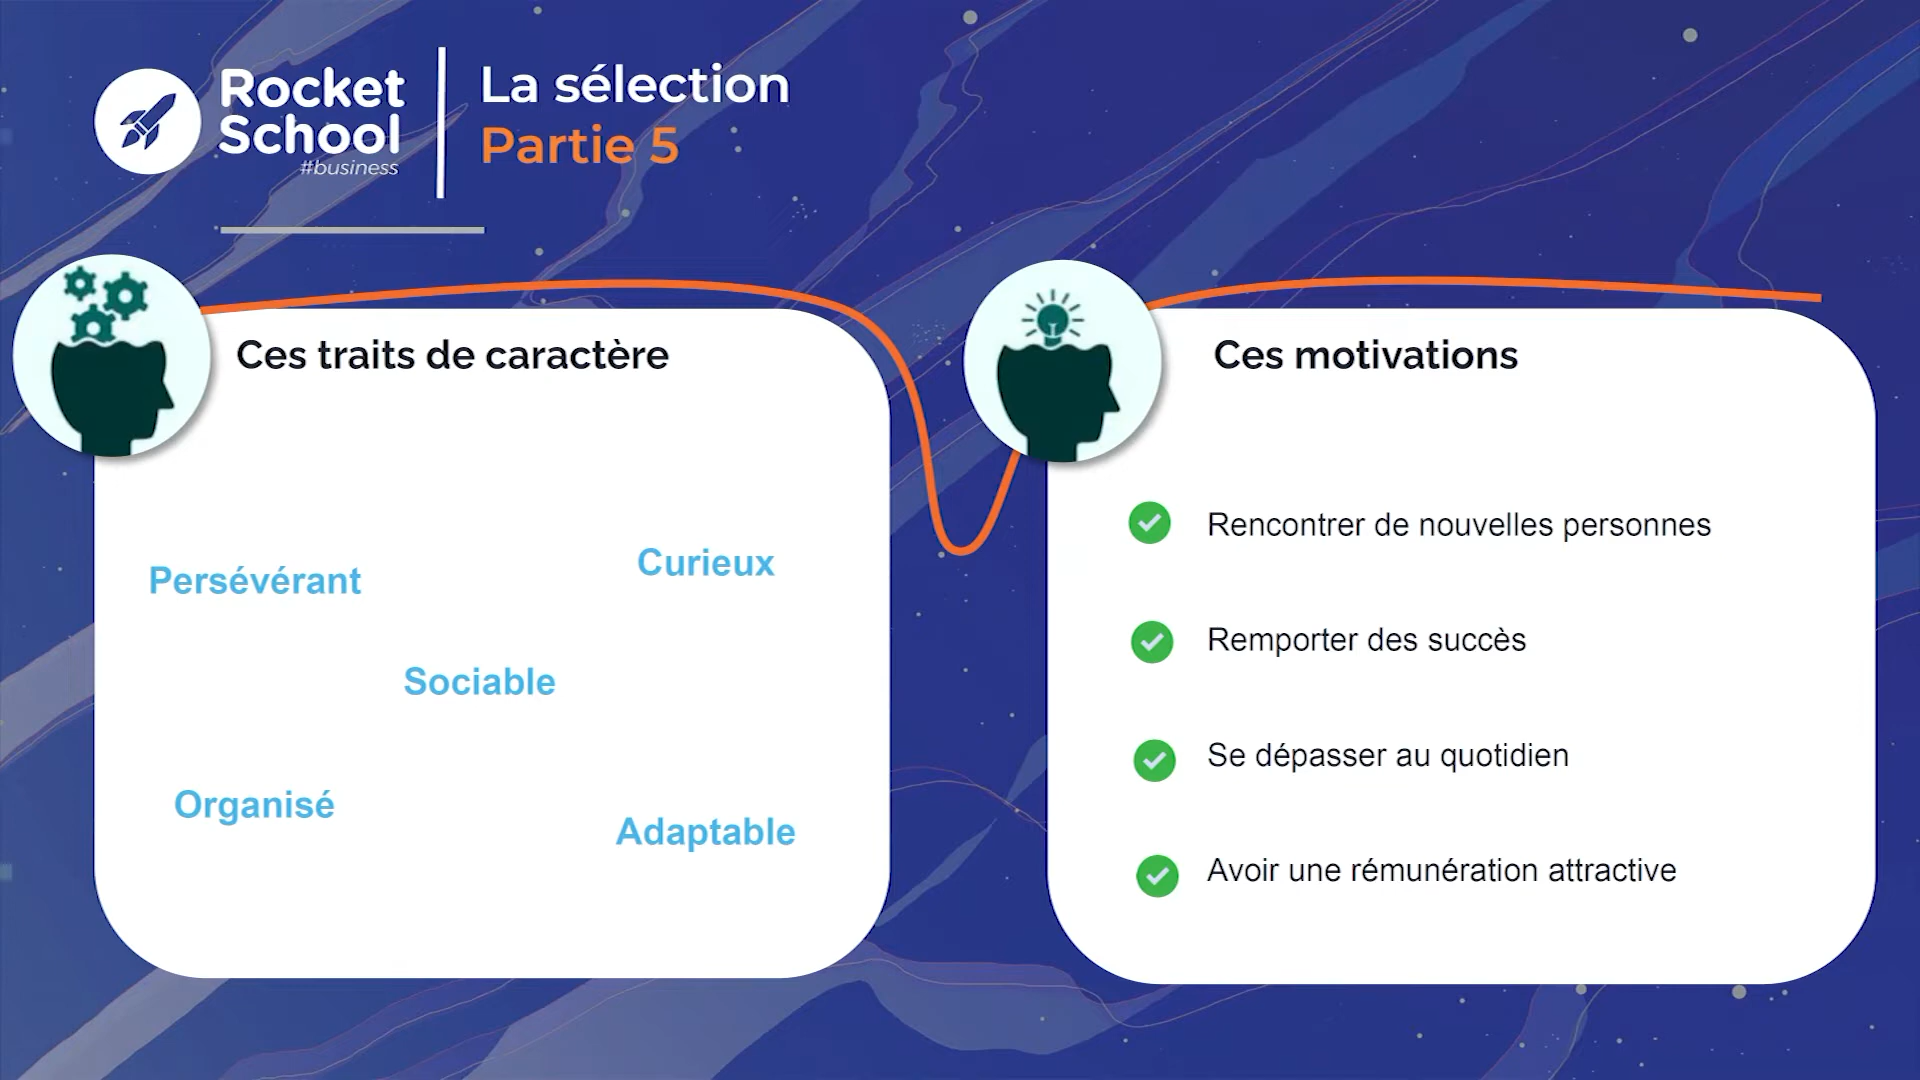 Rocket
School
#business
La sélection
Partie 5
Ces traits de caractère
Persévérant
Curieux
Sociable
Organisé
Adaptable
Ces motivations
Rencontrer de nouvelles personnes
Remporter des succès
Se dépasser au quotidien
Avoir une rémunération attractive